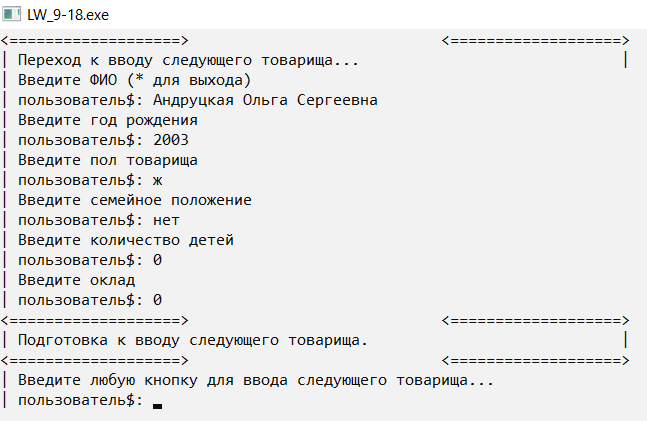 LW_9-18.exe
<===================> <===================>
| Переход к вводу следующего товарища... |
| Введите ФИО (* для выхода)
| пользователь$: Андруцкая Ольга Сергеевна
| Введите год рождения
| пользователь$: 2003
| Введите пол товарища
| пользователь$: ж
| Введите семейное положение
| пользователь$: нет
| Введите количество детей
| пользователь$: 0
| Введите оклад
| пользователь$: 0
<===================> <===================>
| Подготовка к вводу следующего товарища. |
<===================> <===================>
| Введите любую кнопку для ввода следующего товарища...
| пользователь$: _